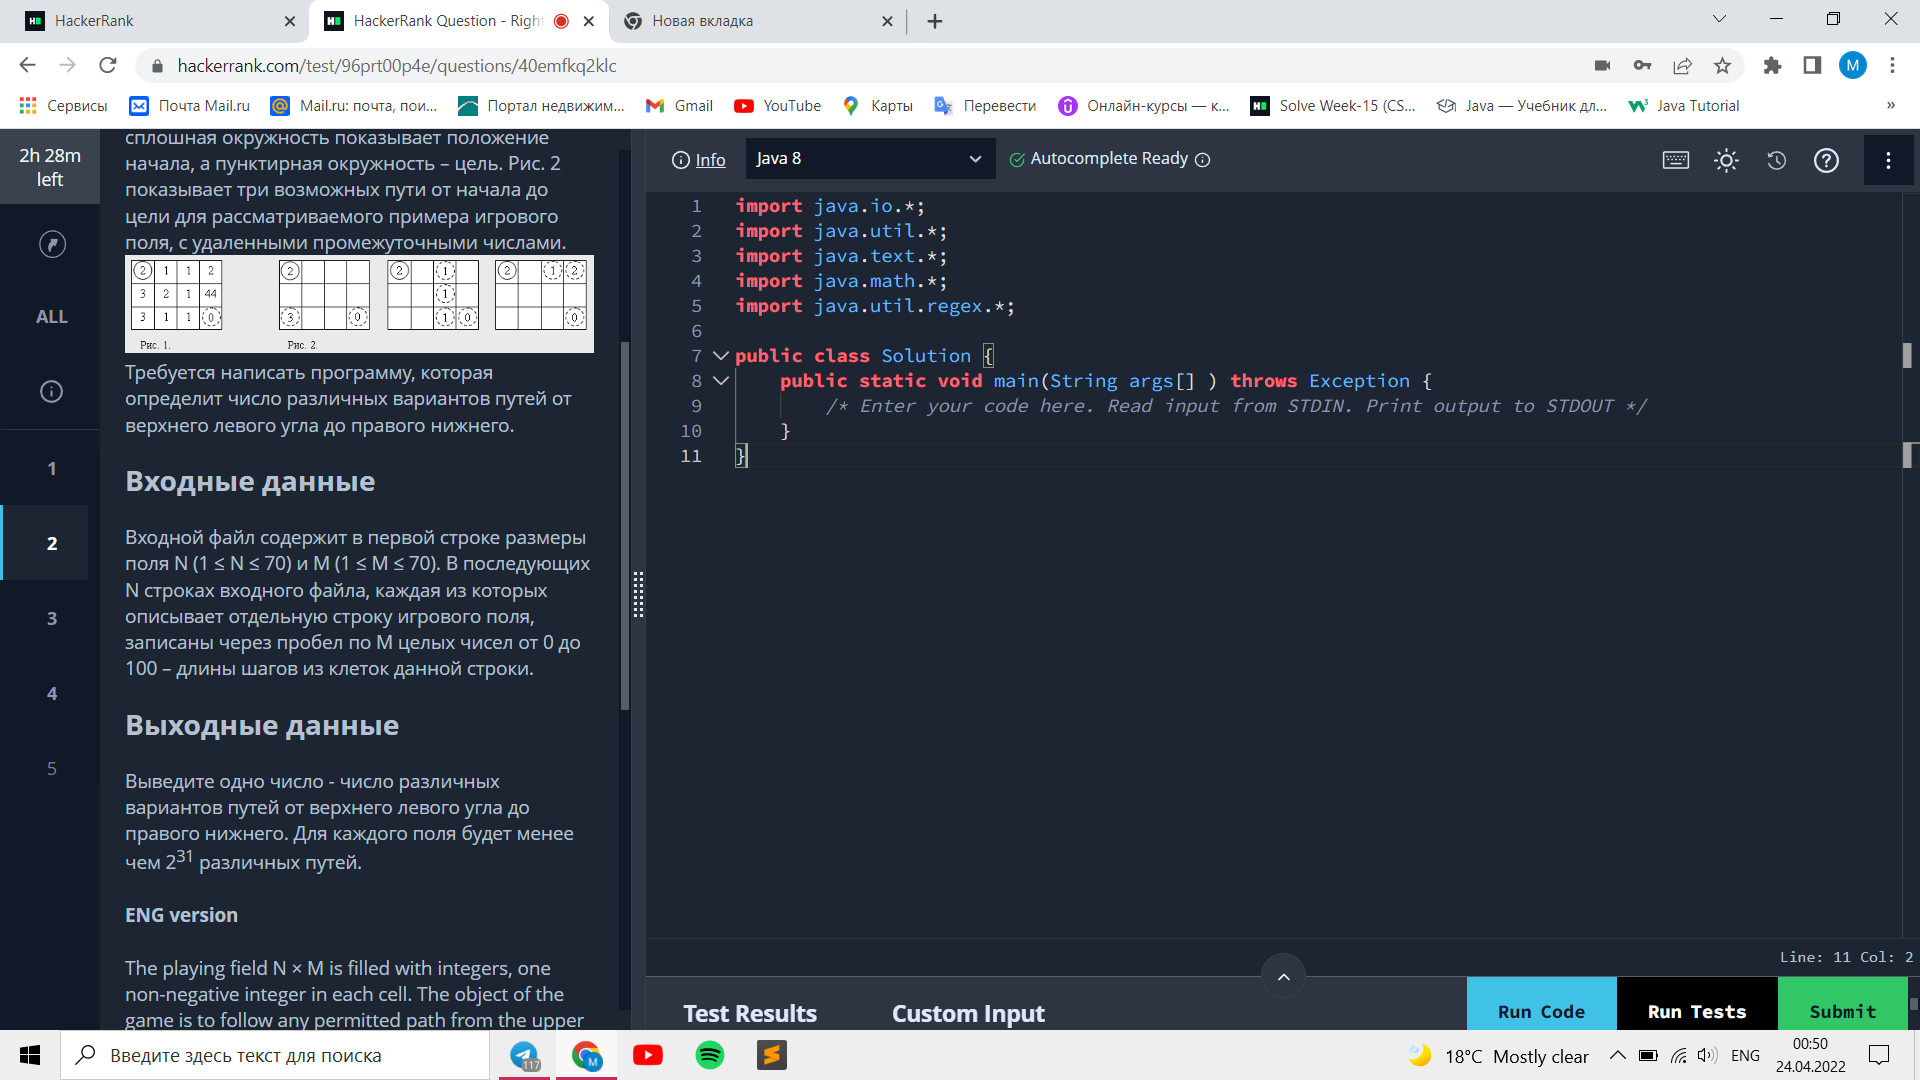 HackerRank
HackerRank Question - Righ
Новая вкладка
hackerrank.com/test/96prt00p4e/questions/40emfkq2klc
M
Сервисы
Почта Mail.ru
Mail.ru: почта, пои...
Портал недвижим...
Gmail
YouTube
Карты
Перевести
Онлайн-курсы — к...
Solve Week-15 (CS...
Java — Учебник дл...
Java Tutorial
»
2h 28m
left
ALL
1
2
3
4
5
сплошная окружность показывает положение
начала, а пунктирная окружность – цель. Рис. 2
показывает три возможных пути от начала до
цели для рассматриваемого примера игрового
поля, с удаленными промежуточными числами.
2 1 1 2
3 2 1 44
3 1 1 0
2
3 0
2 1
1
1 0
2 1 2
0
Рис. 1.
Рис. 2.
Требуется написать программу, которая
определит число различных вариантов путей от
верхнего левого угла до правого нижнего.
Входные данные
Входной файл содержит в первой строке размеры
поля N (1 ≤ N ≤ 70) и M (1 ≤ M ≤ 70). В последующих
N строках входного файла, каждая из которых
описывает отдельную строку игрового поля,
записаны через пробел по M целых чисел от 0 до
100 – длины шагов из клеток данной строки.
Выходные данные
Выведите одно число - число различных
вариантов путей от верхнего левого угла до
правого нижнего. Для каждого поля будет менее
чем 2³¹ различных путей.
ENG version
The playing field N × M is filled with integers, one
non-negative integer in each cell. The object of the
game is to follow any permitted path from the upper
Info
Java 8
Autocomplete Ready
1 import java.io.*;
2 import java.util.*;
3 import java.text.*;
4 import java.math.*;
5 import java.util.regex.*;
6
7 public class Solution {
8 public static void main(String args[] ) throws Exception {
9 /* Enter your code here. Read input from STDIN. Print output to STDOUT */
10 }
11 }
Line: 11 Col: 2
Test Results
Custom Input
Run Code
Run Tests
Submit
Введите здесь текст для поиска
117
M
18°C Mostly clear
ENG
00:50
24.04.2022